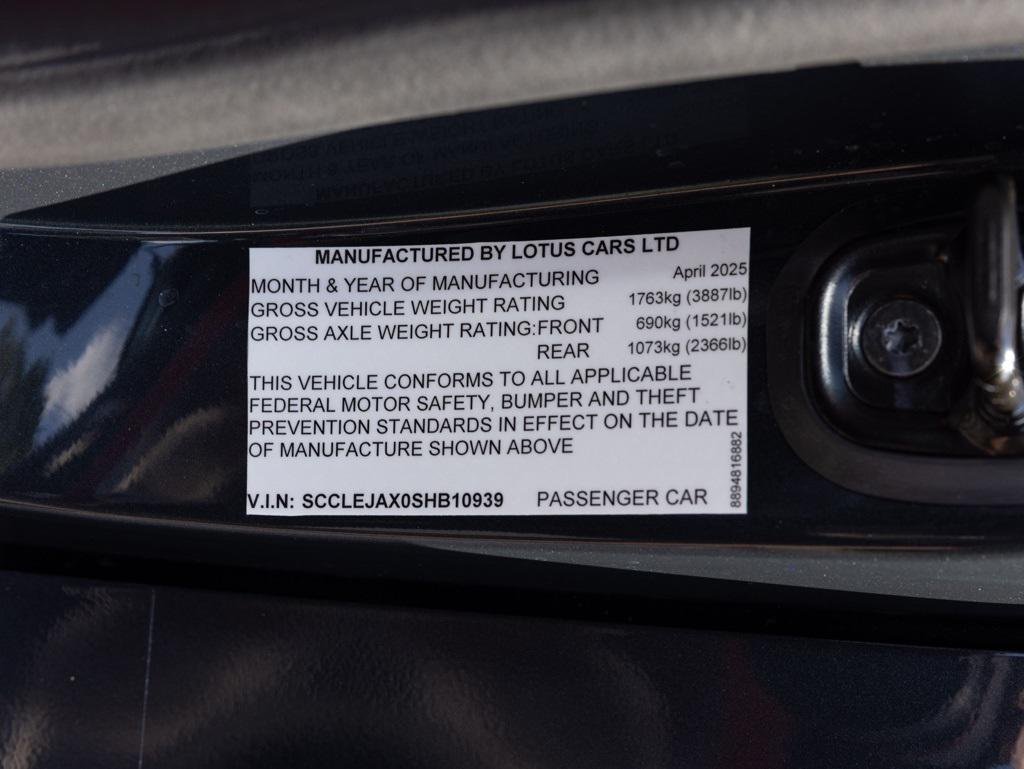 MANUFACTURED BY LOTUS CARS LTD
MONTH & YEAR OF MANUFACTURING April 2025
GROSS VEHICLE WEIGHT RATING 1763kg (3887lb)
GROSS AXLE WEIGHT RATING:FRONT 690kg (1521lb)
REAR 1073kg (2366lb)
THIS VEHICLE CONFORMS TO ALL APPLICABLE
FEDERAL MOTOR SAFETY, BUMPER AND THEFT
PREVENTION STANDARDS IN EFFECT ON THE DATE
OF MANUFACTURE SHOWN ABOVE
V.I.N: SCCLEJAX0SHB10939 PASSENGER CAR
8894816882